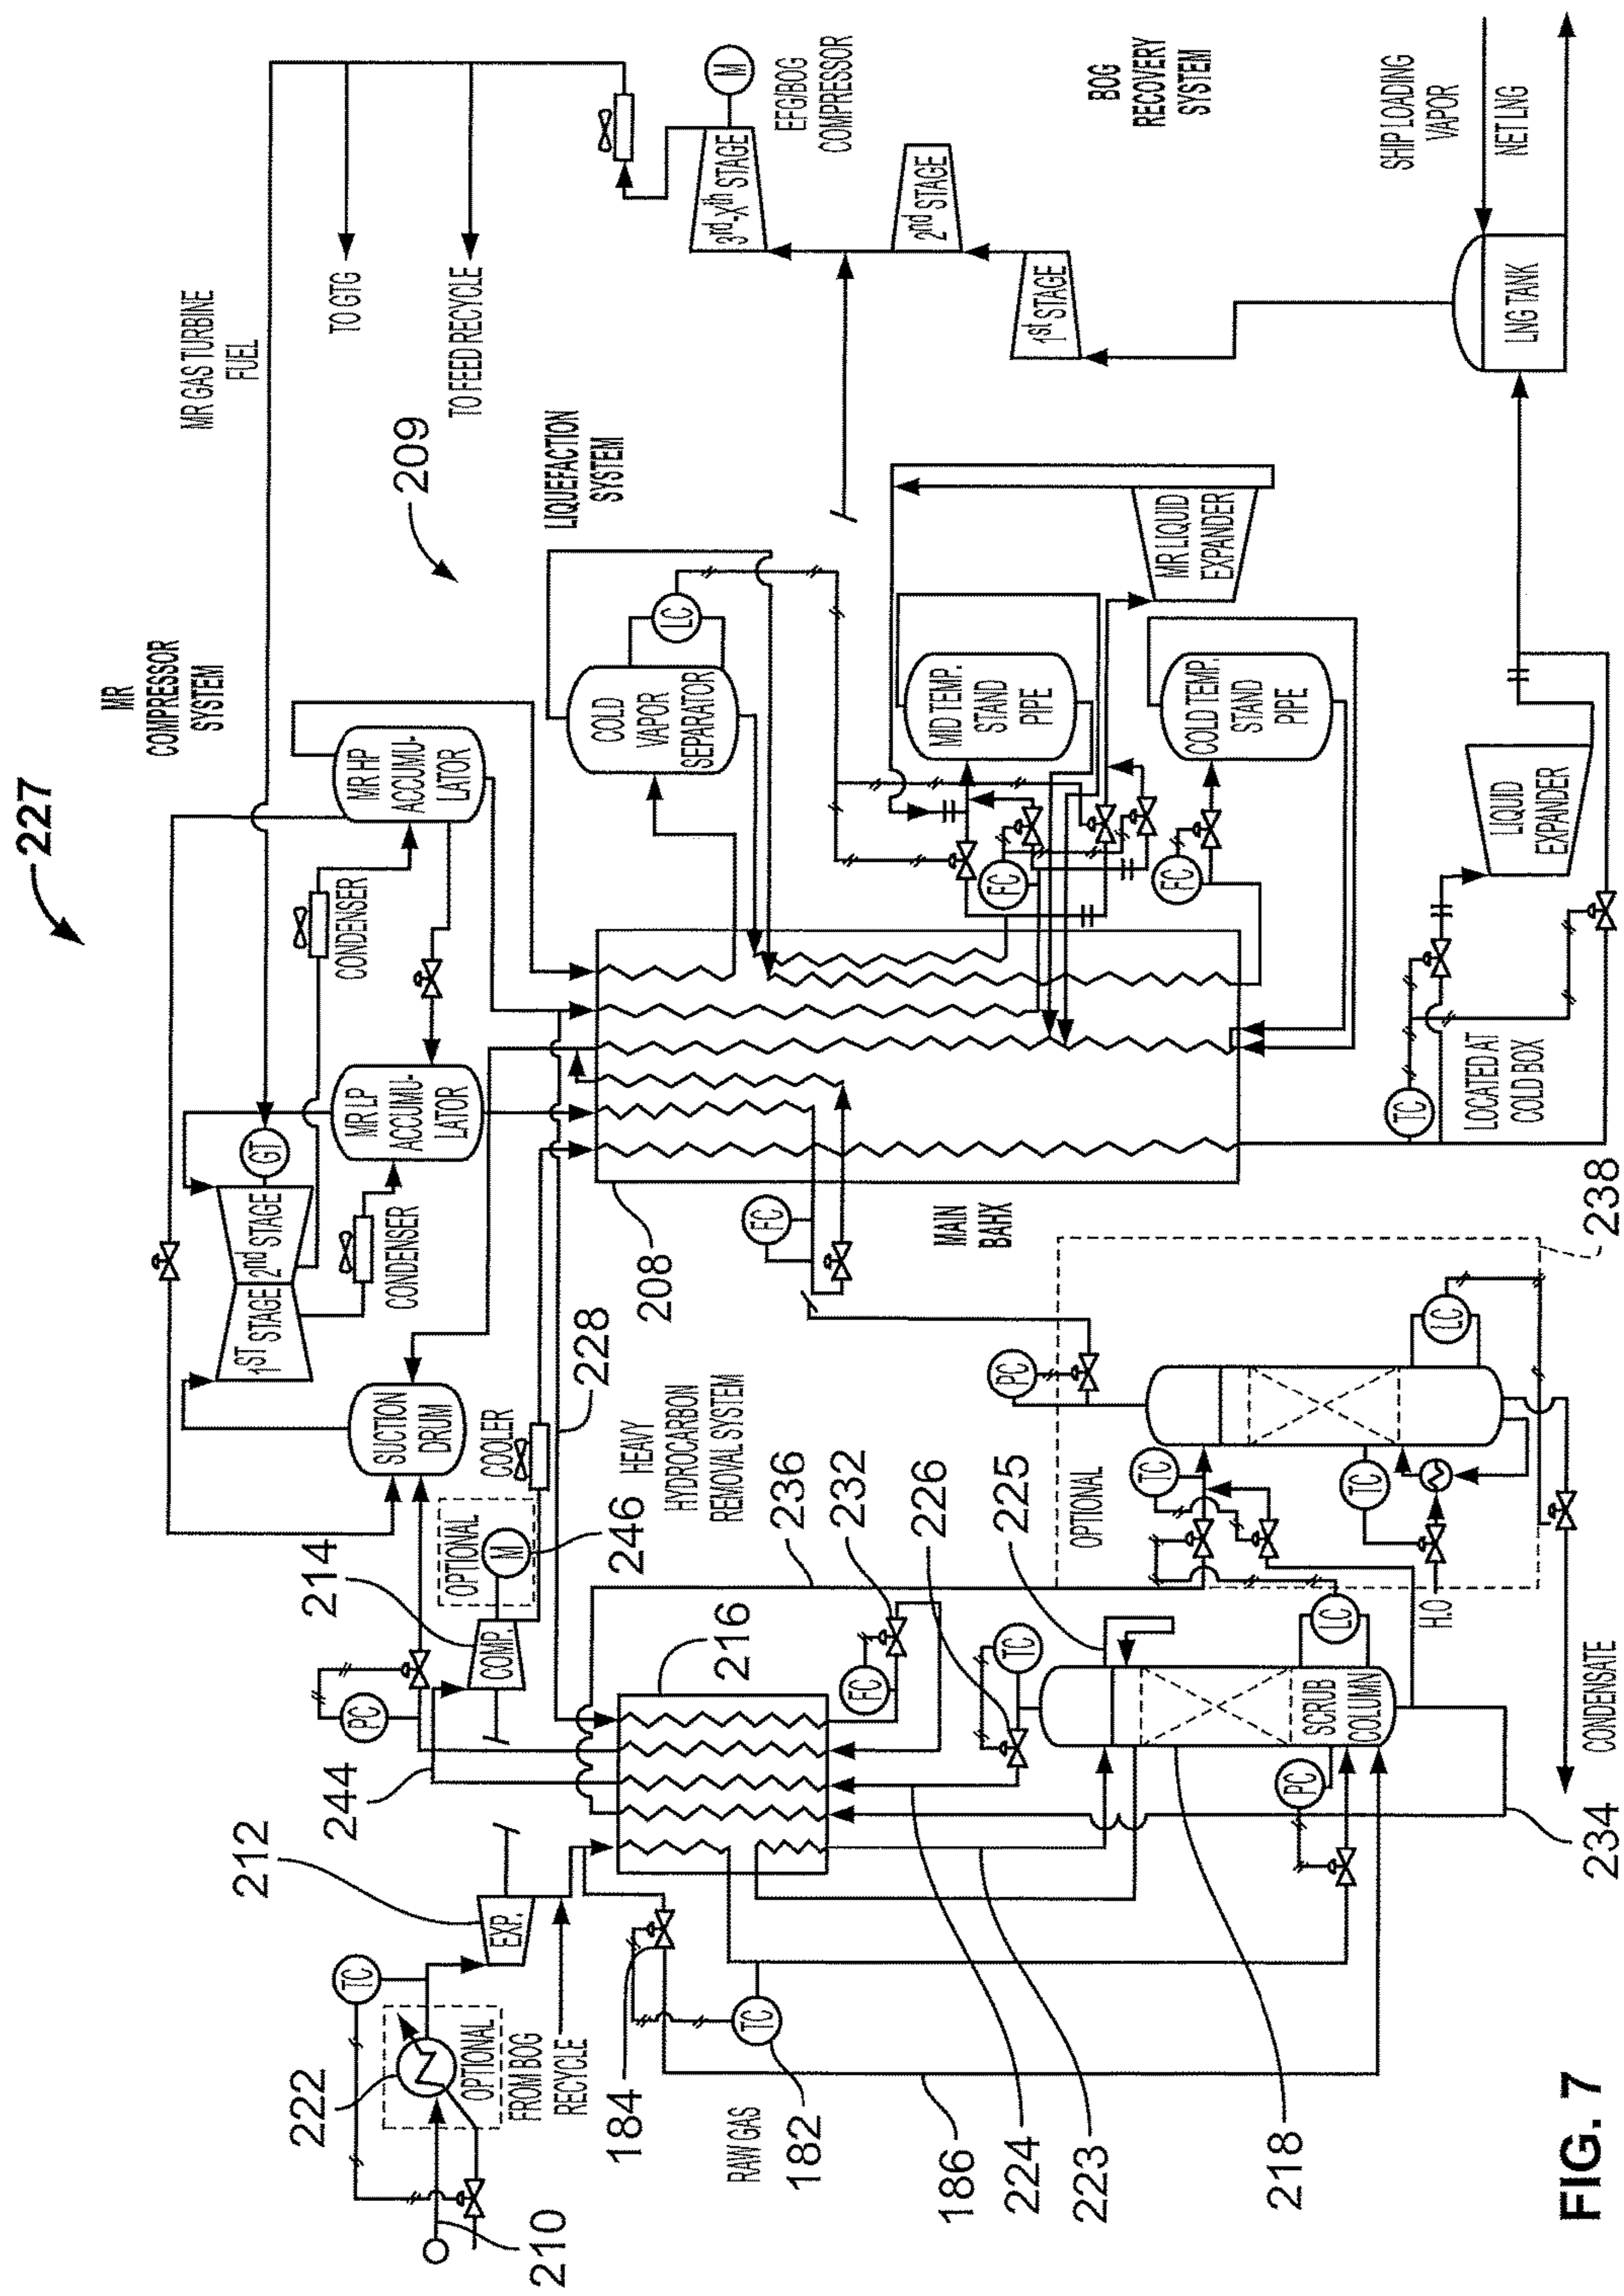 227
MR
COMPRESSOR
SYSTEM
MR GAS TURBINE
FUEL
TO GTG
TO FEED RECYCLE
209
LIQUEFACTION
SYSTEM
M
EFG/BOG
COMPRESSOR
3rd-Xth STAGE
2nd STAGE
1st STAGE
BOG
RECOVERY
SYSTEM
SHIP LOADING
VAPOR
NET LNG
LNG TANK
1ST STAGE
2nd STAGE
GT
CONDENSER
CONDENSER
SUCTION
DRUM
MR LP
ACCUMU-
LATOR
MR HP
ACCUMU-
LATOR
COLD
VAPOR
SEPARATOR
LC
MID TEMP.
STAND
PIPE
COLD TEMP.
STAND
PIPE
MR LIQUID
EXPANDER
LIQUID
EXPANDER
FC
FC
FC
TC
LOCATED AT
COLD BOX
208
MAIN
BAHX
238
COOLER
228
HEAVY
HYDROCARBON
REMOVAL SYSTEM
OPTIONAL
M
246
214
COMP.
PC
244
212
EXP.
TC
222
OPTIONAL
FROM BOG
RECYCLE
210
RAW GAS
184
TC
182
186
216
236
232
FC
226
TC
225
224
223
218
SCRUB
COLUMN
LC
PC
234
OPTIONAL
TC
PC
TC
LC
H.O
CONDENSATE
FIG. 7